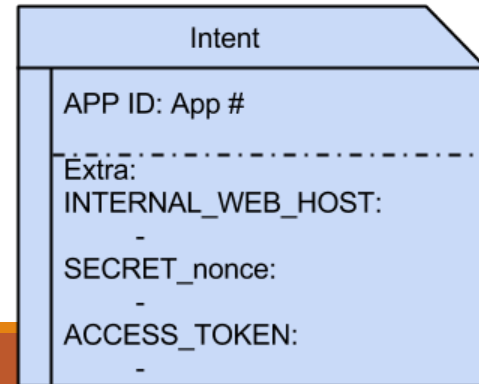 Intent
APP ID: App #
Extra:
INTERNAL_WEB_HOST:
-
SECRET_nonce:
-
ACCESS_TOKEN:
-